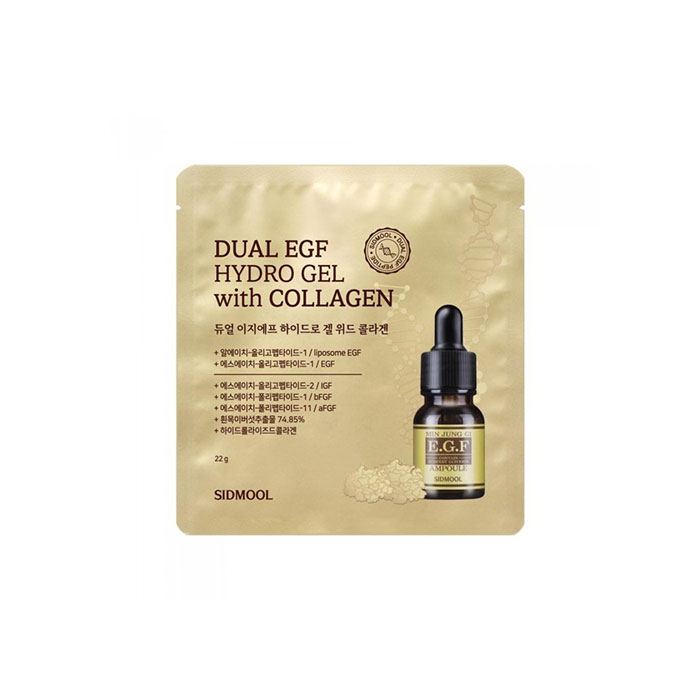 DUAL EGF
HYDRO GEL
with COLLAGEN
SIDMOOL • DUAL EGF PEPTIDE •
듀얼 이지에프 하이드로 겔 위드 콜라겐
+ 알에이치-올리고펩타이드-1 / liposome EGF
+ 에스에이치-올리고펩타이드-1 / EGF
+ 에스에이치-올리고펩타이드-2 / IGF
+ 에스에이치-폴리펩타이드-1 / bFGF
+ 에스에이치-폴리펩타이드-11 / aFGF
+ 흰목이버섯추출물 74.85%
+ 하이드롤라이즈드콜라겐
22 g
SIDMOOL
MIN JUNG GI
E.G.F
AMPOULE
SIDMOOL